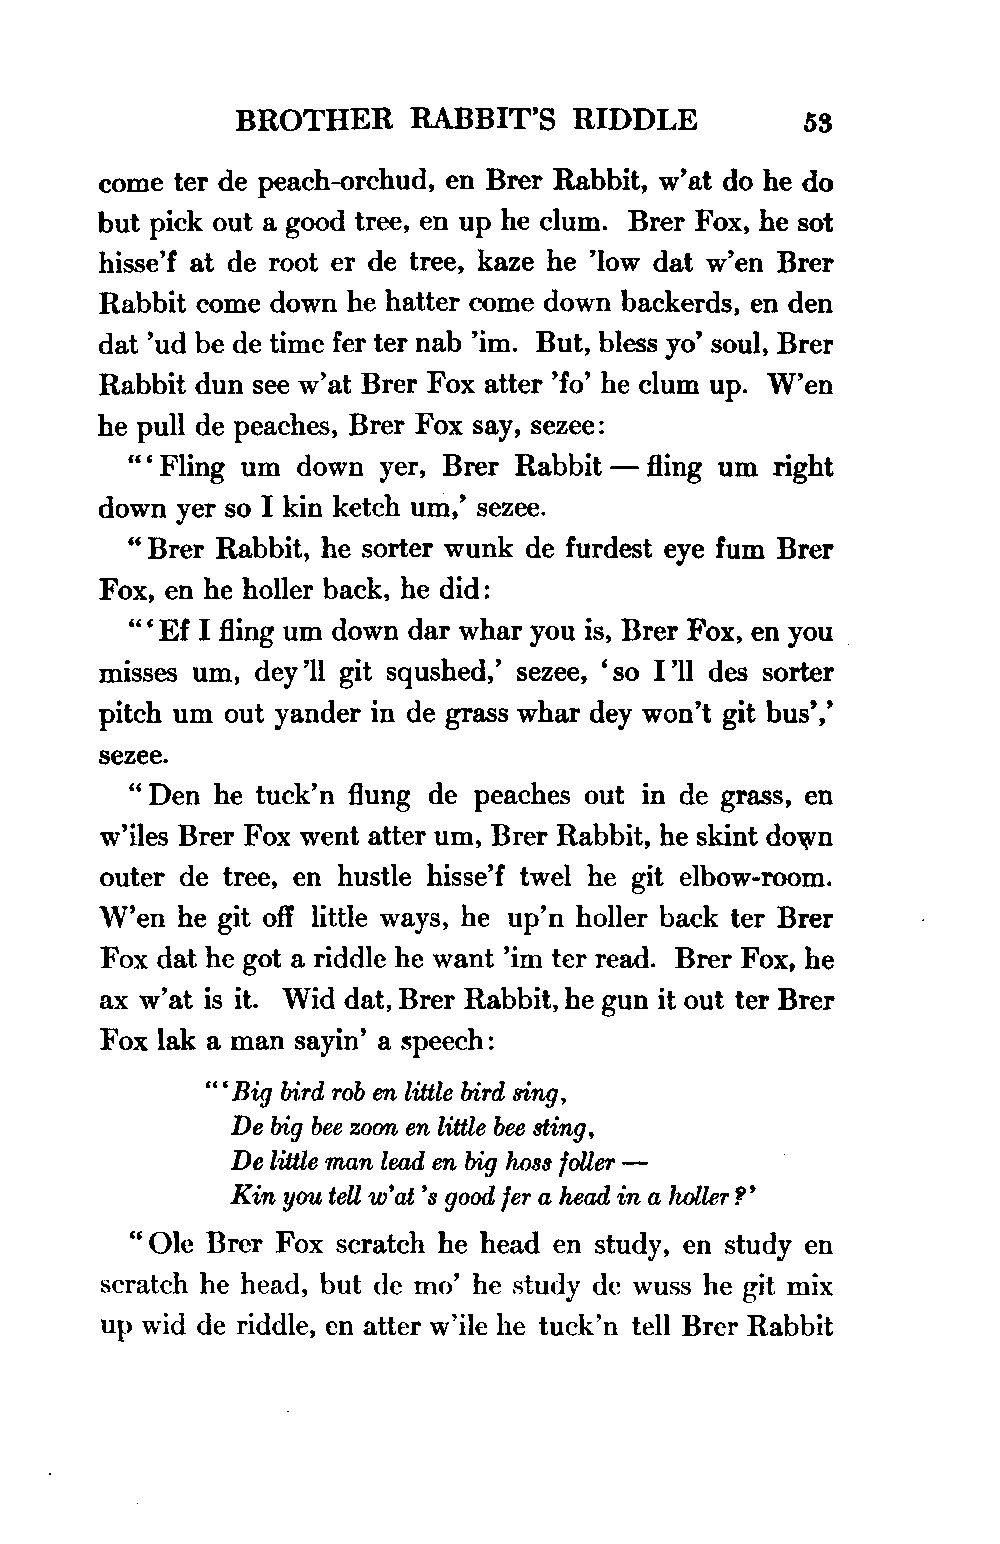 BROTHER RABBIT'S RIDDLE 53
come ter de peach-orchud, en Brer Rabbit, w'at do he do
but pick out a good tree, en up he clum. Brer Fox, he sot
hisse'f at de root er de tree, kaze he 'low dat w'en Brer
Rabbit come down he hatter come down backerds, en den
dat 'ud be de time fer ter nab 'im. But, bless yo' soul, Brer
Rabbit dun see w'at Brer Fox atter 'fo' he clum up. W'en
he pull de peaches, Brer Fox say, sezee:
"'Fling um down yer, Brer Rabbit — fling um right
down yer so I kin ketch um,' sezee.
"Brer Rabbit, he sorter wunk de furdest eye fum Brer
Fox, en he holler back, he did:
"'Ef I fling um down dar whar you is, Brer Fox, en you
misses um, dey'll git squshed,' sezee, 'so I'll des sorter
pitch um out yander in de grass whar dey won't git bus','
sezee.
"Den he tuck'n flung de peaches out in de grass, en
w'iles Brer Fox went atter um, Brer Rabbit, he skint down
outer de tree, en hustle hisse'f twel he git elbow-room.
W'en he git off little ways, he up'n holler back ter Brer
Fox dat he got a riddle he want 'im ter read. Brer Fox, he
ax w'at is it. Wid dat, Brer Rabbit, he gun it out ter Brer
Fox lak a man sayin' a speech:
"'Big bird rob en little bird sing,
De big bee zoon en little bee sting,
De little man lead en big hoss foller —
Kin you tell w'at 's good fer a head in a holler?'
"Ole Brer Fox scratch he head en study, en study en
scratch he head, but de mo' he study de wuss he git mix
up wid de riddle, en atter w'ile he tuck'n tell Brer Rabbit